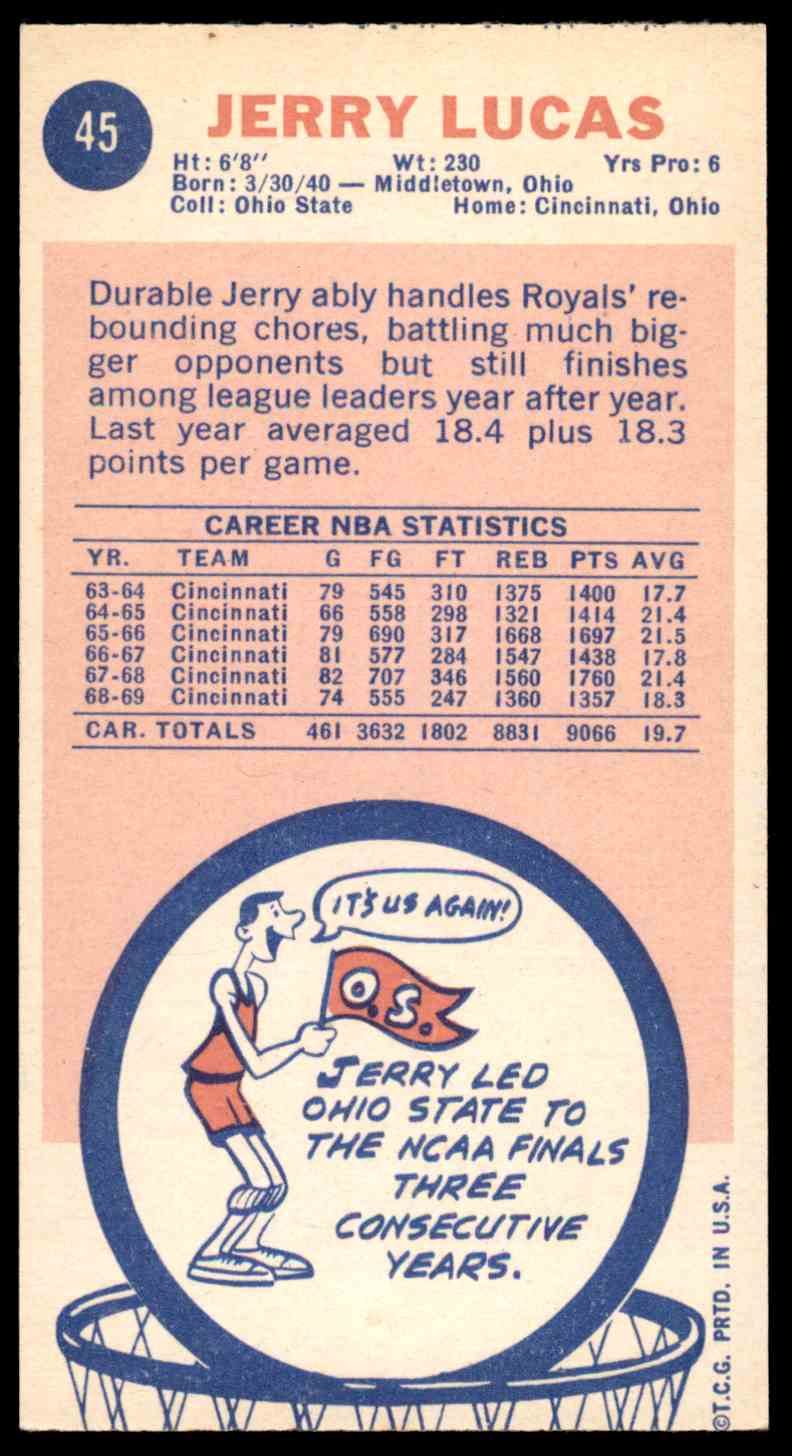 45
JERRY LUCAS
Ht: 6'8" Wt: 230 Yrs Pro: 6
Born: 3/30/40 — Middletown, Ohio
Coll: Ohio State Home: Cincinnati, Ohio
Durable Jerry ably handles Royals' re-
bounding chores, battling much big-
ger opponents but still finishes
among league leaders year after year.
Last year averaged 18.4 plus 18.3
points per game.
CAREER NBA STATISTICS
YR. TEAM G FG FT REB PTS AVG
63-64 Cincinnati 79 545 310 1375 1400 17.7
64-65 Cincinnati 66 558 298 1321 1414 21.4
65-66 Cincinnati 79 690 317 1668 1697 21.5
66-67 Cincinnati 81 577 284 1547 1438 17.8
67-68 Cincinnati 82 707 346 1560 1760 21.4
68-69 Cincinnati 74 555 247 1360 1357 18.3
CAR. TOTALS 461 3632 1802 8831 9066 19.7
IT'S US AGAIN!
O.S.
JERRY LED
OHIO STATE TO
THE NCAA FINALS
THREE
CONSECUTIVE
YEARS.
©T.C.G. PRTD. IN U.S.A.